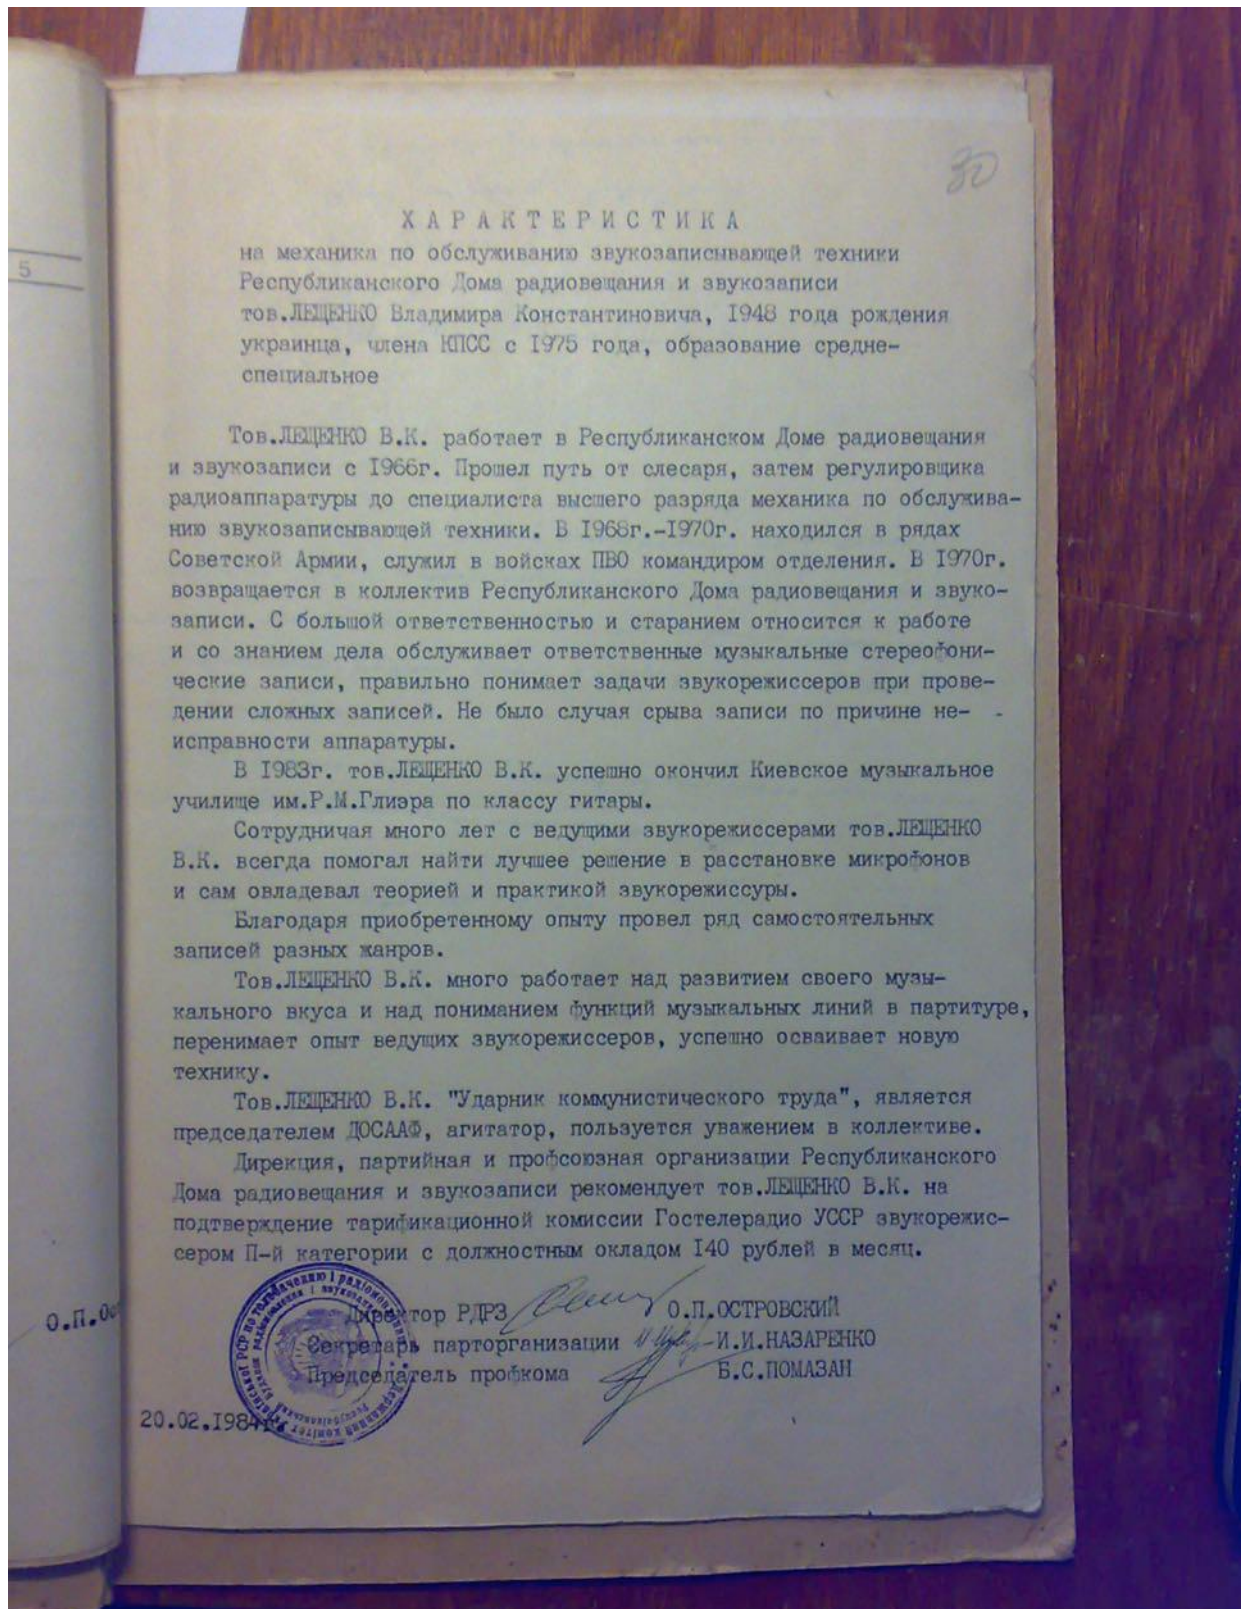 30
5
ХАРАКТЕРИСТИКА
на механика по обслуживанию звукозаписывающей техники
Республиканского Дома радиовещания и звукозаписи
тов.ЛЕЩЕНКО Владимира Константиновича, 1948 года рождения
украинца, члена КПСС с 1975 года, образование средне-
специальное
Тов.ЛЕЩЕНКО В.К. работает в Республиканском Доме радиовещания
и звукозаписи с 1966г. Прошел путь от слесаря, затем регулировщика
радиоаппаратуры до специалиста высшего разряда механика по обслужива-
нию звукозаписывающей техники. В 1968г.-1970г. находился в рядах
Советской Армии, служил в войсках ПВО командиром отделения. В 1970г.
возвращается в коллектив Республиканского Дома радиовещания и звуко-
записи. С большой ответственностью и старанием относится к работе
и со знанием дела обслуживает ответственные музыкальные стереофони-
ческие записи, правильно понимает задачи звукорежиссеров при прове-
дении сложных записей. Не было случая срыва записи по причине не-
исправности аппаратуры.
В 1983г. тов.ЛЕЩЕНКО В.К. успешно окончил Киевское музыкальное
училище им.Р.М.Глиэра по классу гитары.
Сотрудничая много лет с ведущими звукорежиссерами тов.ЛЕЩЕНКО
В.К. всегда помогал найти лучшее решение в расстановке микрофонов
и сам овладевал теорией и практикой звукорежиссуры.
Благодаря приобретенному опыту провел ряд самостоятельных
записей разных жанров.
Тов.ЛЕЩЕНКО В.К. много работает над развитием своего музы-
кального вкуса и над пониманием функций музыкальных линий в партитуре,
перенимает опыт ведущих звукорежиссеров, успешно осваивает новую
технику.
Тов.ЛЕЩЕНКО В.К. "Ударник коммунистического труда", является
председателем ДОСААФ, агитатор, пользуется уважением в коллективе.
Дирекция, партийная и профсоюзная организации Республиканского
Дома радиовещания и звукозаписи рекомендует тов.ЛЕЩЕНКО В.К. на
подтверждение тарификационной комиссии Гостелерадио УССР звукорежис-
сером П-й категории с должностным окладом 140 рублей в месяц.
Директор РДРЗ О.П.ОСТРОВСКИЙ
Секретарь парторганизации И.И.НАЗАРЕНКО
Председатель профкома Б.С.ПОМАЗАН
20.02.1984
О.П.Ос
Державний комітет Української РСР по телебаченню і радіомовленню